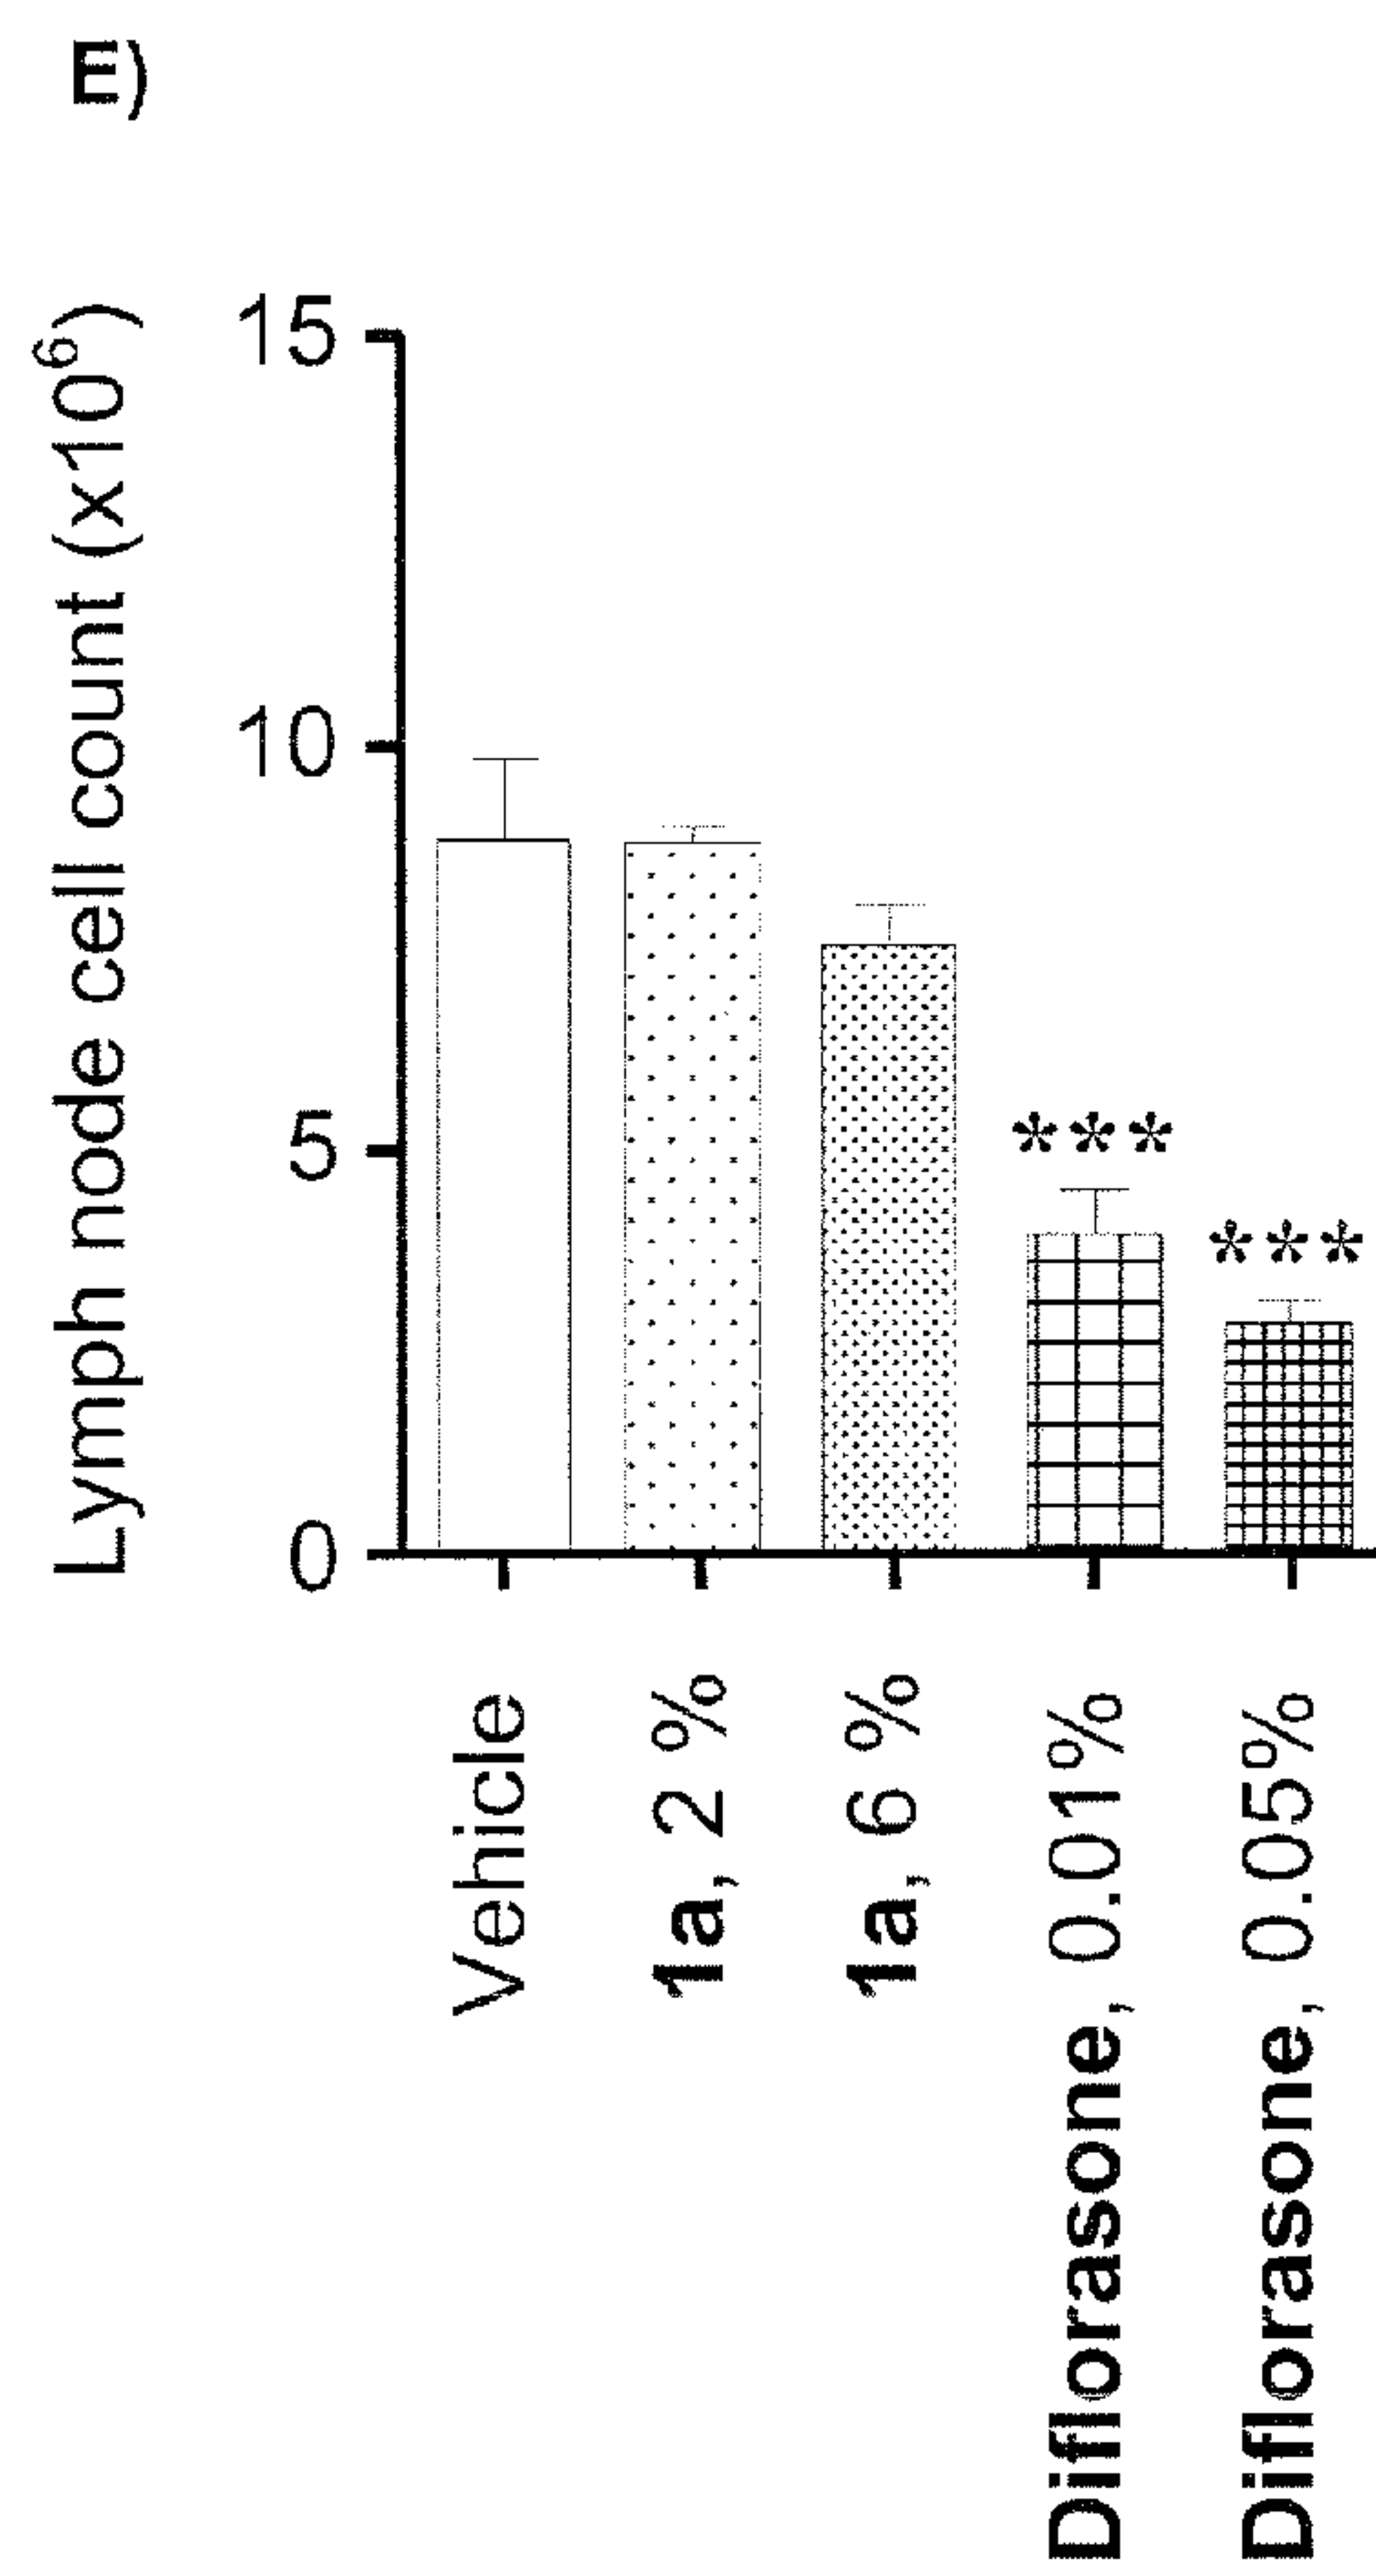 E)
Lymph node cell count (x10⁶)
15
10
5
0
***
***
Vehicle
1a, 2 %
1a, 6 %
Diflorasone, 0.01%
Diflorasone, 0.05%